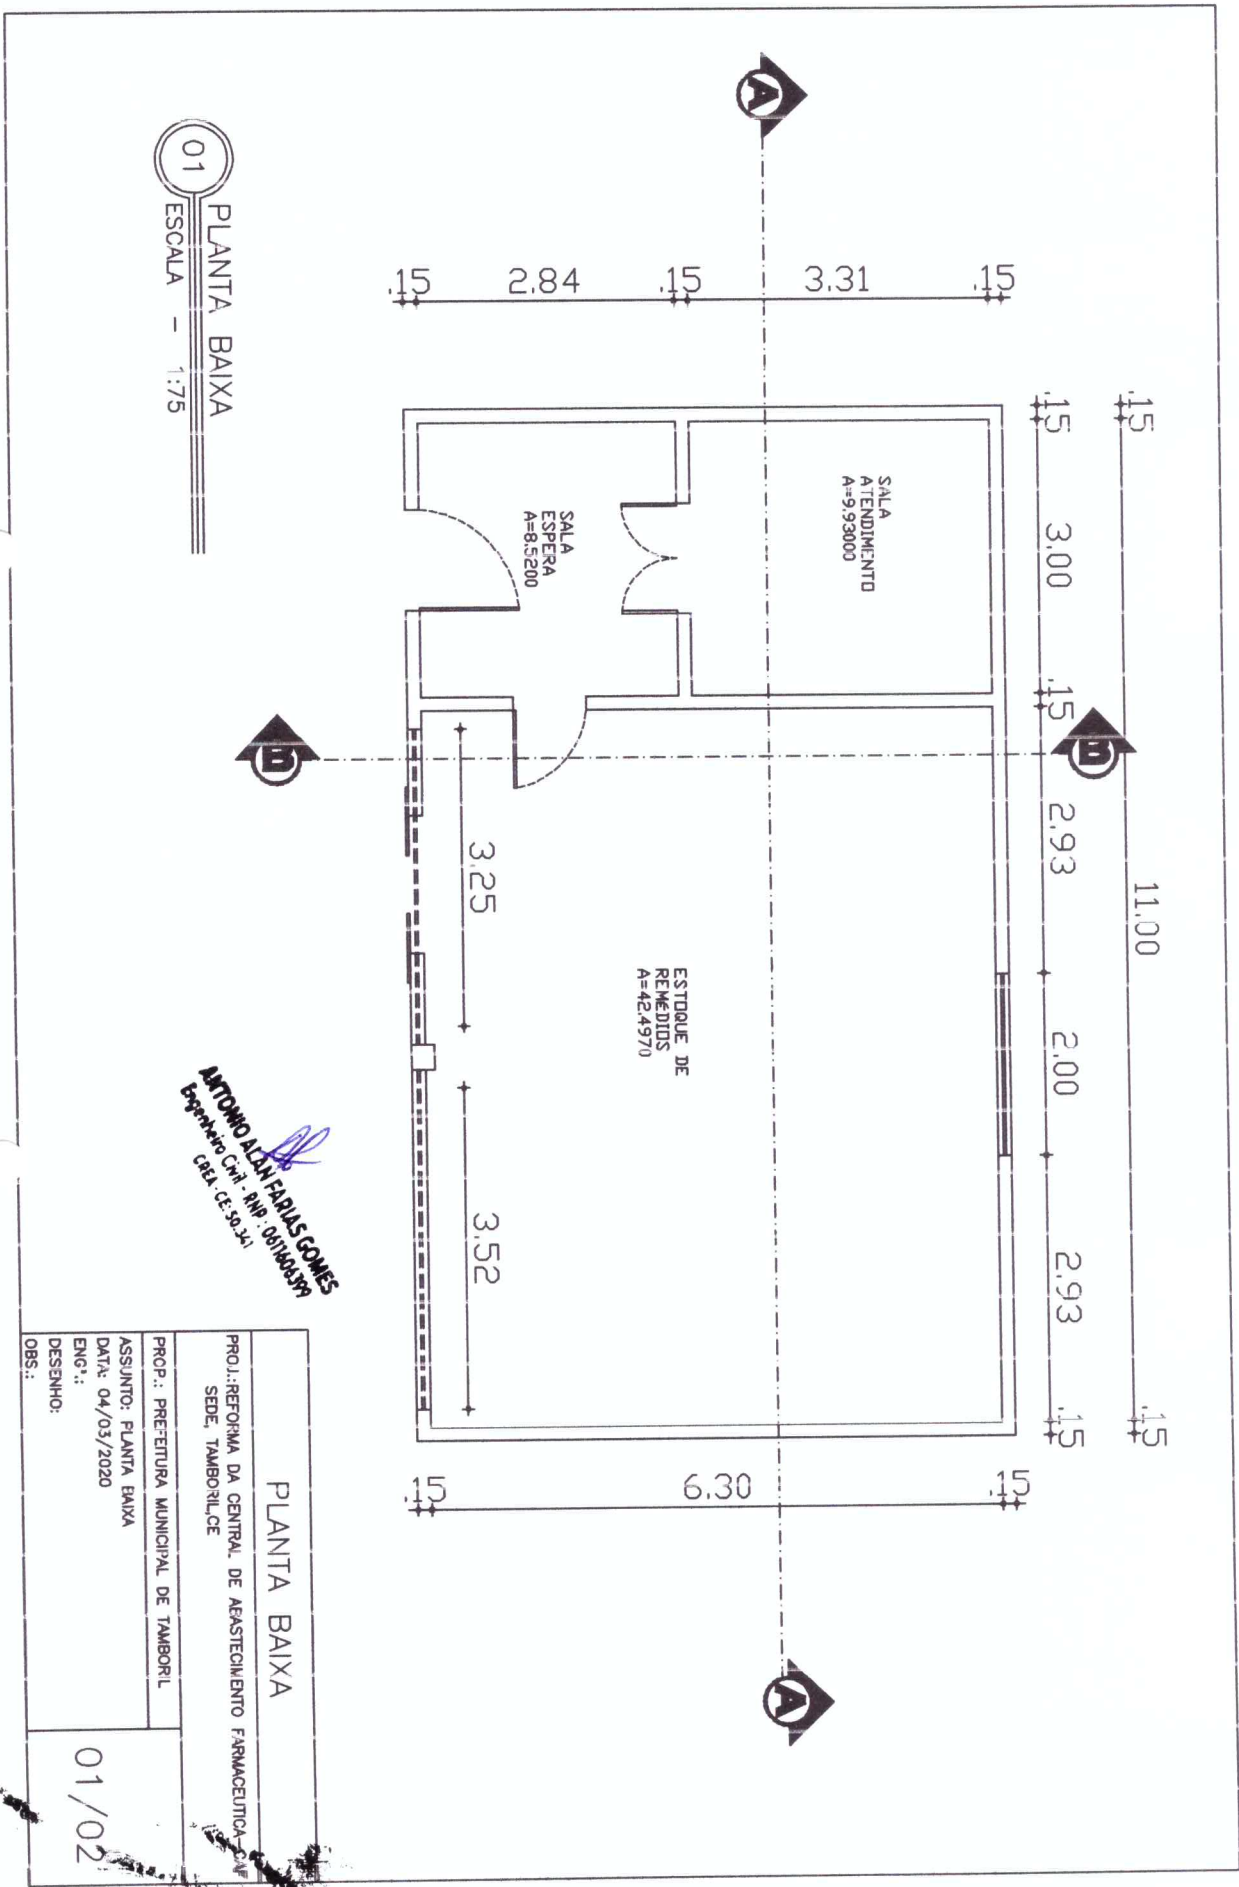 .15
11.00
.15
.15
3.00
.15
2.93
2.00
2.93
.15
A
B
.15
3.31
.15
2.84
.15
SALA
ATENDIMENTO
A=9.93000
SALA
ESPERA
A=8.5200
ESTOQUE DE
REMÉDIOS
A=42.4970
3.25
3.52
.15
6.30
.15
A
B
01
PLANTA BAIXA
ESCALA - 1:75
ANTONIO ALAN FARIAS GOMES
Engenheiro Civil - RNP: 0611606399
CREA-CE: 50.341
PLANTA BAIXA
PROJ.:REFORMA DA CENTRAL DE ABASTECIMENTO FARMACEUTICA-CAF
SEDE, TAMBORIL,CE
PROP.: PREFEITURA MUNICIPAL DE TAMBORIL
ASSUNTO: PLANTA BAIXA
DATA: 04/03/2020
ENGº.:
DESENHO:
OBS.:
01/02